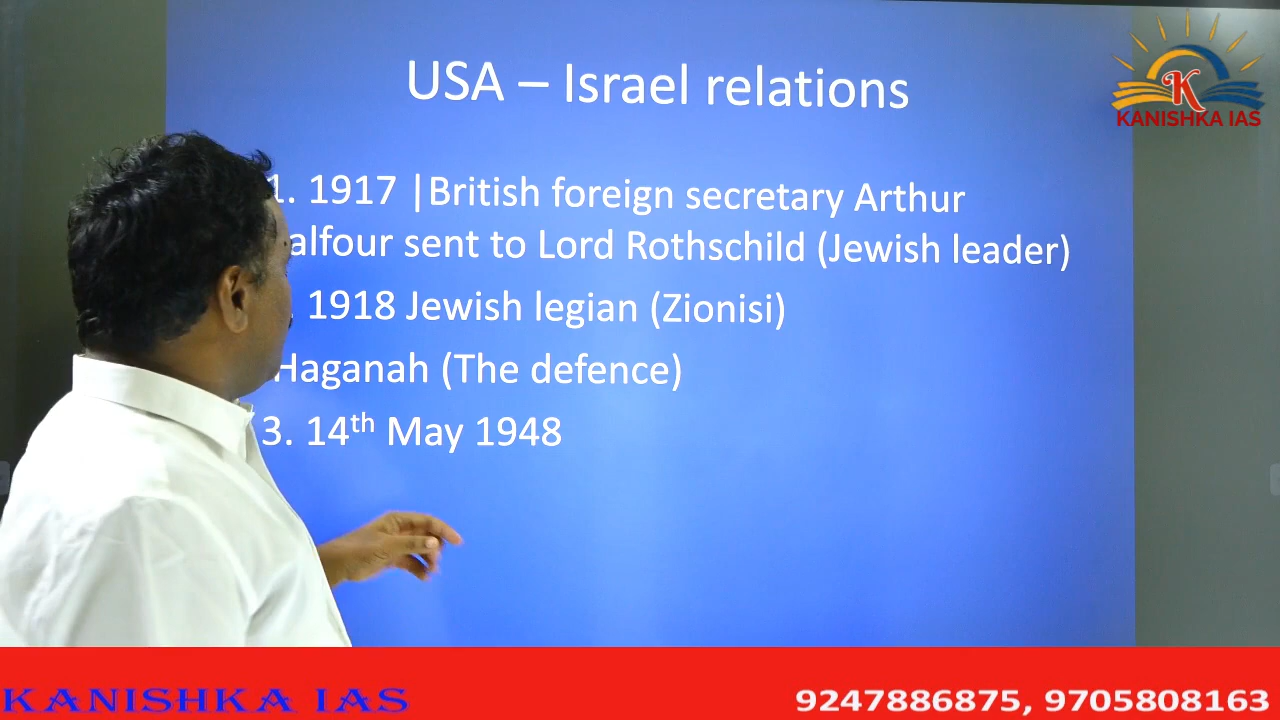 USA – Israel relations
KANISHKA IAS
1. 1917 |British foreign secretary Arthur
alfour sent to Lord Rothschild (Jewish leader)
1918 Jewish legian (Zionisi)
Haganah (The defence)
3. 14th May 1948
KANISHKA IAS
9247886875, 9705808163